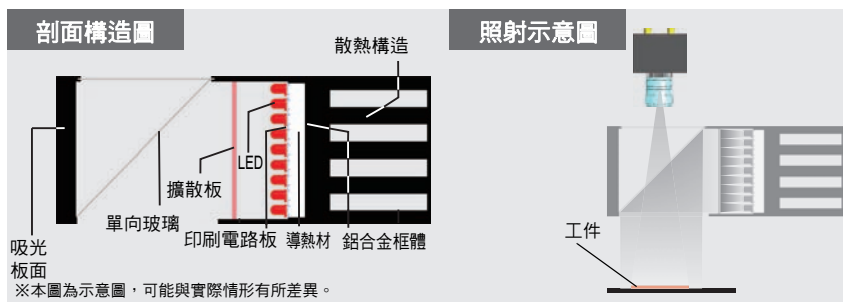 剖面構造圖
散熱構造
LED
擴散板
單向玻璃
印刷電路板
導熱材
鋁合金框體
吸光
板面
※本圖為示意圖，可能與實際情形有所差異。
照射示意圖
工件